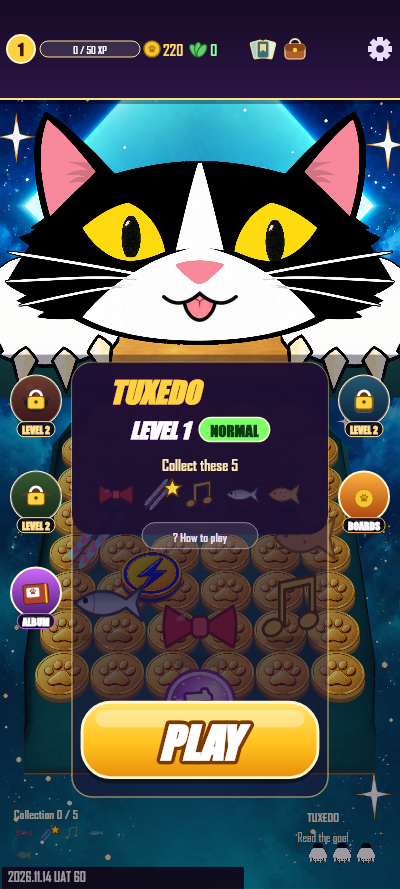 1
0 / 50 XP
220
0
TUXEDO
LEVEL 1 NORMAL
Collect these 5
? How to play
LEVEL 2
LEVEL 2
LEVEL 2
BOARDS
ALBUM
PLAY
Collection 0 / 5
TUXEDO
Read the goal
2026.11.14 UAT 60